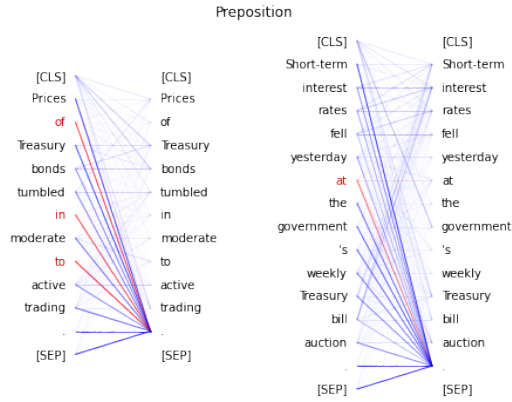 Preposition
[CLS] [CLS]
Prices Prices
of of
Treasury Treasury
bonds bonds
tumbled tumbled
in in
moderate moderate
to to
active active
trading trading
. .
[SEP] [SEP]
[CLS] [CLS]
Short-term Short-term
interest interest
rates rates
fell fell
yesterday yesterday
at at
the the
government government
's 's
weekly weekly
Treasury Treasury
bill bill
auction auction
. .
[SEP] [SEP]